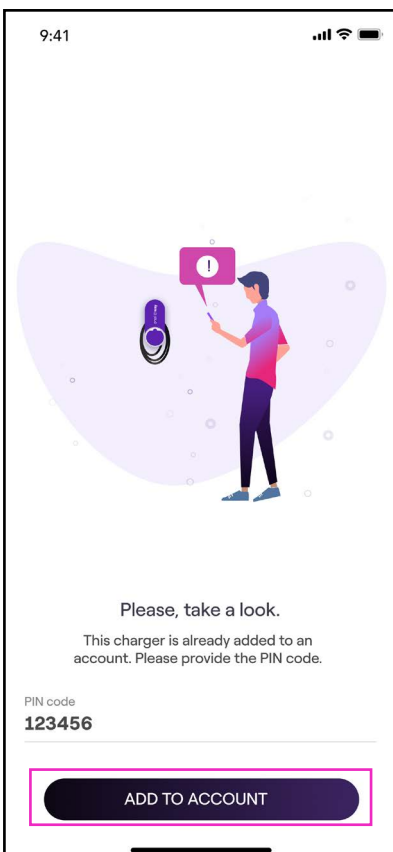 9:41
!
Please, take a look.
This charger is already added to an
account. Please provide the PIN code.
PIN code
123456
ADD TO ACCOUNT